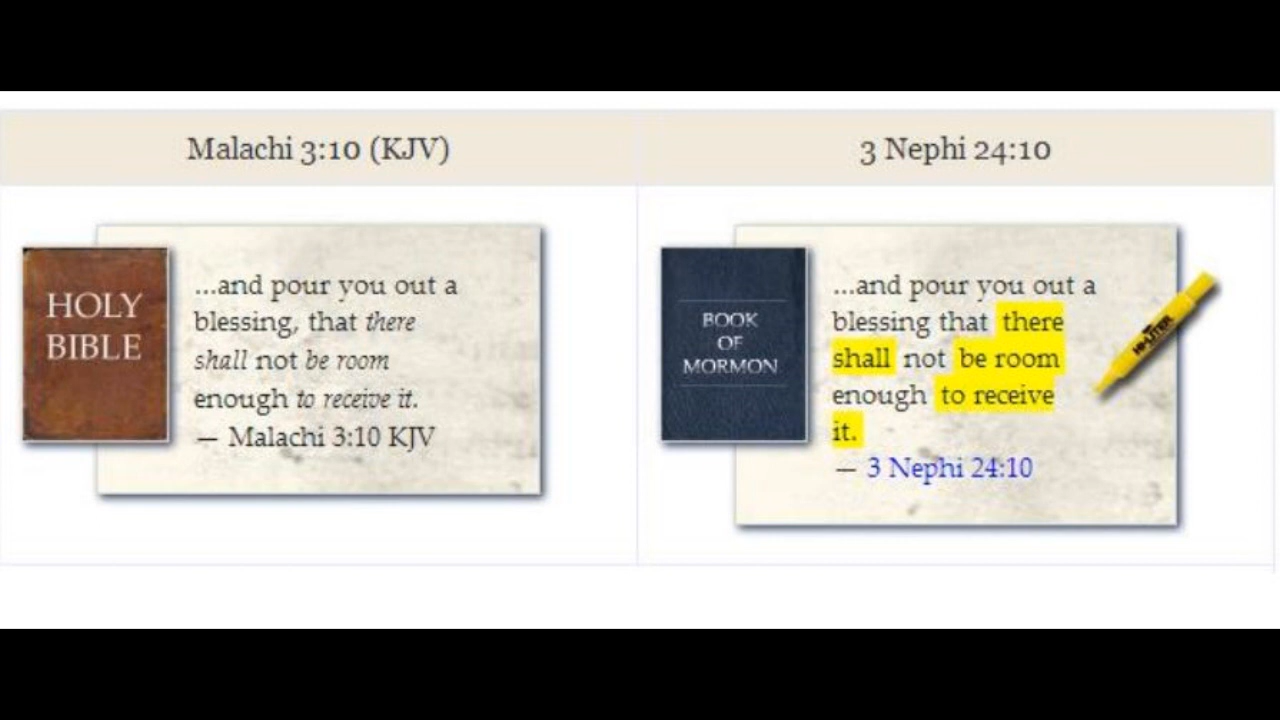 Malachi 3:10 (KJV)
HOLY
BIBLE
...and pour you out a
blessing, that there
shall not be room
enough to receive it.
— Malachi 3:10 KJV
3 Nephi 24:10
BOOK
OF
MORMON
...and pour you out a
blessing that there
shall not be room
enough to receive
it.
— 3 Nephi 24:10
HI-LITER